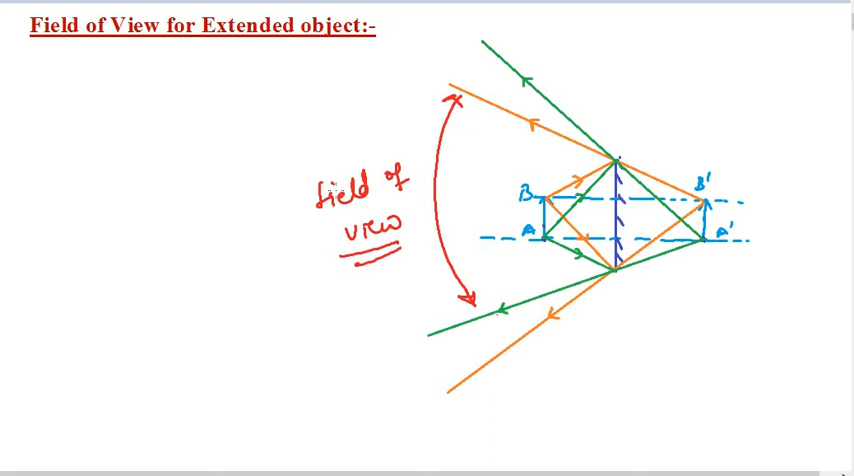 Field of View for Extended object:-
field of
view
B
B'
A
A'